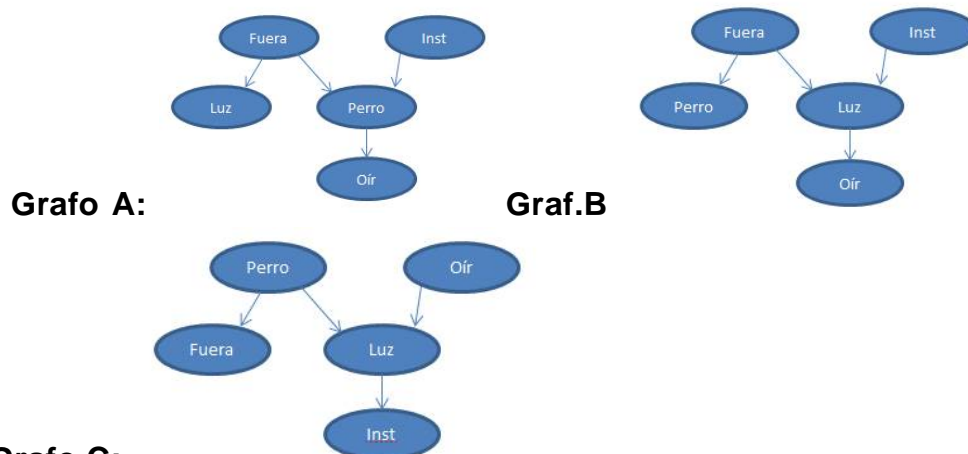 Fuera Inst
Luz Perro
Oír
Grafo A:
Fuera Inst
Perro Luz
Oír
Graf.B
Perro Oír
Fuera Luz
Inst
Grafo C: